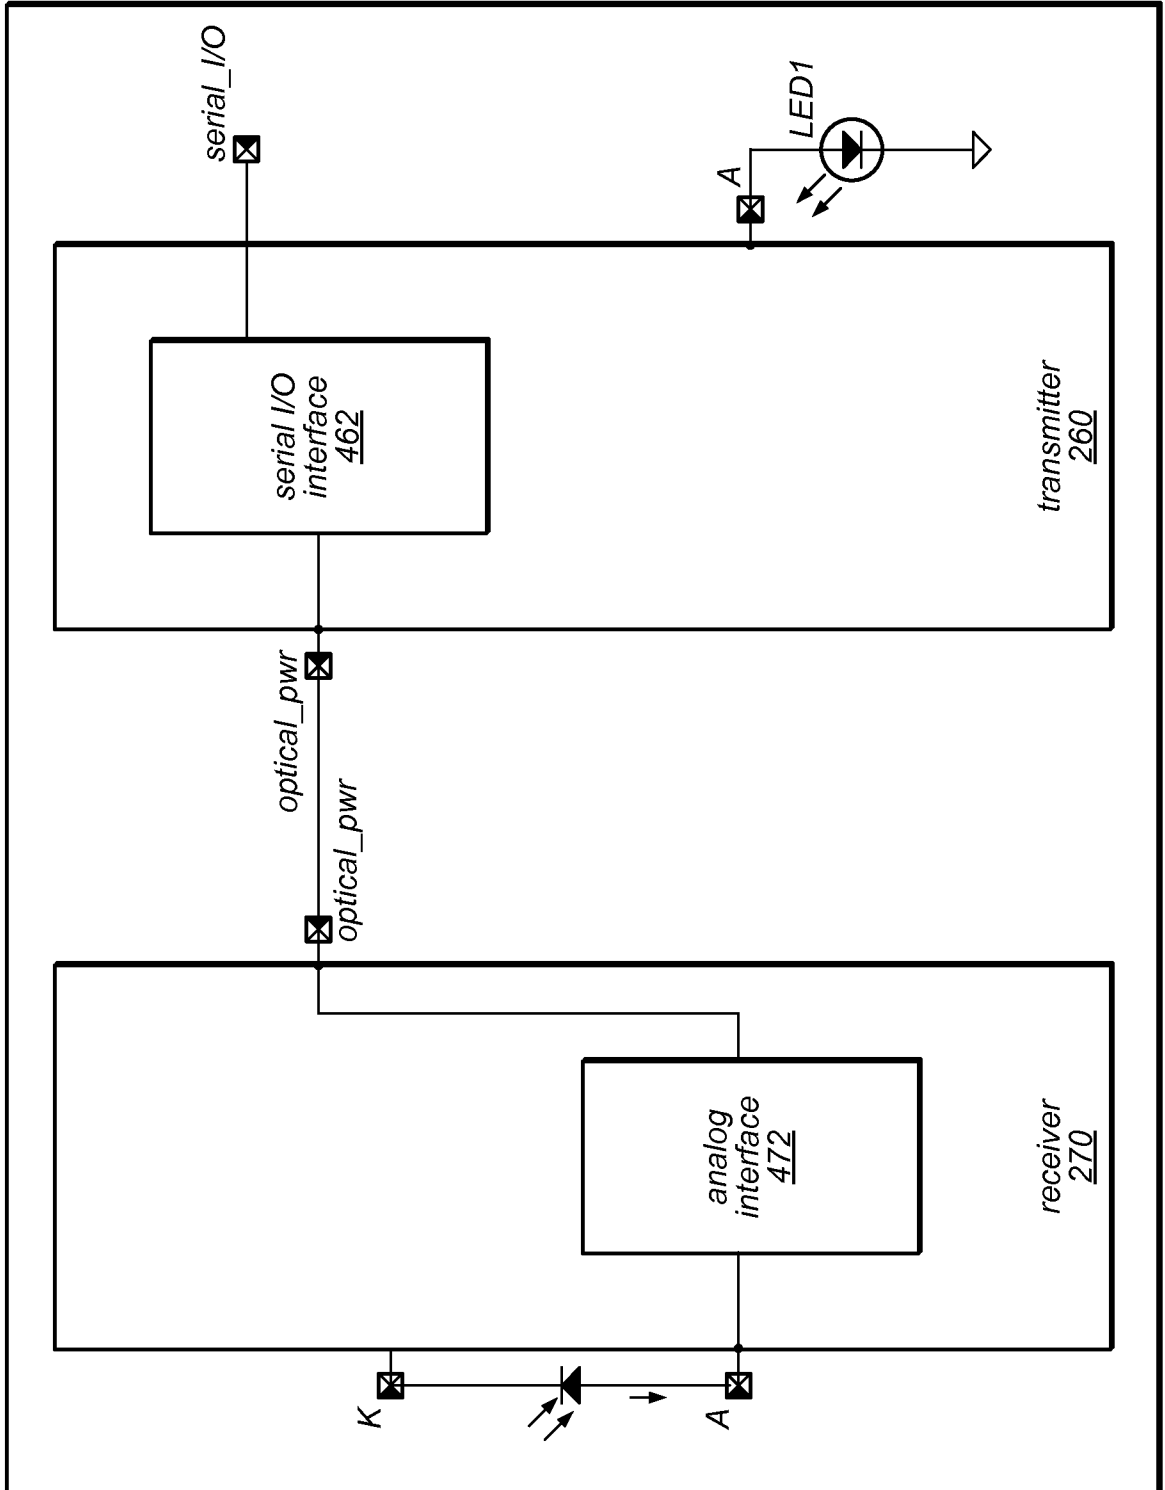 K
A
analog
interface
472
receiver
270
optical_pwr
optical_pwr
serial I/O
interface
462
transmitter
260
serial_I/O
A
LED1